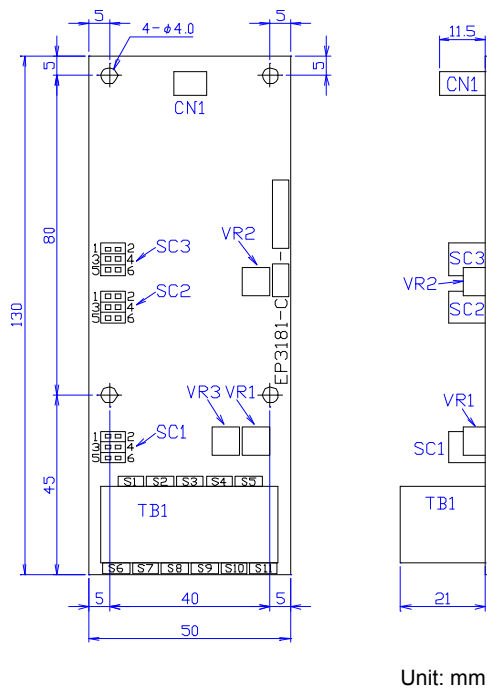 5
5
4-φ4.0
11.5
5
5
CN1
CN1
80
130
VR2
1 2
3 4
5 6
SC3
SC3
VR2
1 2
3 4
5 6
SC2
SC2
EP3181-C -
VR3 VR1
VR1
1 2
3 4
5 6
SC1
SC1
45
S1 S2 S3 S4 S5
TB1
TB1
S6 S7 S8 S9 S10 S11
5
40
5
21
50
Unit: mm